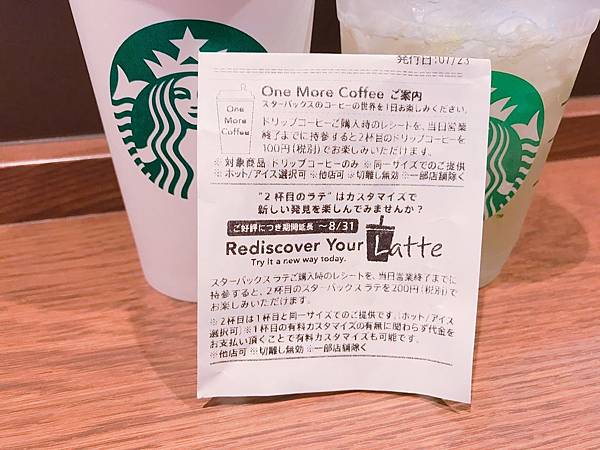 発行日:07/23
One More Coffee ご案内
スターバックスのコーヒーの世界を1日お楽しみください。
One
More
Coffee
ドリップコーヒーご購入時のレシートを、当日営業
終了までに持参すると2杯目のドリップコーヒーを
100円(税別)でお楽しみいただけます。
※対象商品 ドリップコーヒーのみ ※同一サイズでのご提供
※ホット/アイス選択可 ※他店可 ※切離し無効 ※一部店舗除く
"2杯目のラテ"はカスタマイズで
新しい発見を楽しんでみませんか?
ご好評につき期間延長 ～8/31
Rediscover Your Latte
Try It a new way today.
スターバックス ラテご購入時のレシートを、当日営業終了までに
持参すると、2杯目のスターバックス ラテを200円(税別)で
お楽しみいただけます。
※2杯目は1杯目と同一サイズでのご提供です。(ホット/アイス
選択可)※1杯目の有料カスタマイズの有無に関わらず代金を
お支払い頂くことで有料カスタマイズも可能です。
※他店可 ※切離し無効 ※一部店舗除く